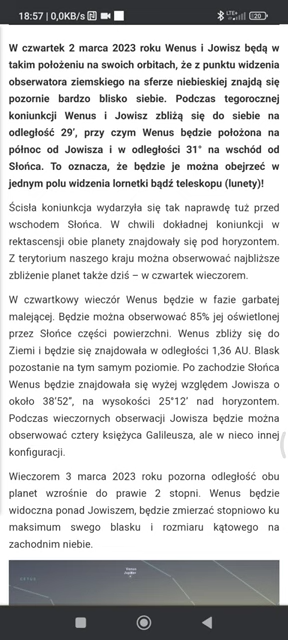 18:57 | 0,0KB/s
LTE+
20
W czwartek 2 marca 2023 roku Wenus i Jowisz będą w
takim położeniu na swoich orbitach, że z punktu widzenia
obserwatora ziemskiego na sferze niebieskiej znajdą się
pozornie bardzo blisko siebie. Podczas tegorocznej
koniunkcji Wenus i Jowisz zbliżą się do siebie na
odległość 29’, przy czym Wenus będzie położona na
północ od Jowisza i w odległości 31° na wschód od
Słońca. To oznacza, że będzie je można obejrzeć w
jednym polu widzenia lornetki bądź teleskopu (lunety)!
Ścisła koniunkcja wydarzyła się tak naprawdę tuż przed
wschodem Słońca. W chwili dokładnej koniunkcji w
rektascensji obie planety znajdowały się pod horyzontem.
Z terytorium naszego kraju można obserwować najbliższe
zbliżenie planet także dziś – w czwartek wieczorem.
W czwartkowy wieczór Wenus będzie w fazie garbatej
malejącej. Będzie można obserwować 85% jej oświetlonej
przez Słońce części powierzchni. Wenus zbliży się do
Ziemi i będzie się znajdowała w odległości 1,36 AU. Blask
pozostanie na tym samym poziomie. Po zachodzie Słońca
Wenus będzie znajdowała się wyżej względem Jowisza o
około 38’52”, na wysokości 25°12’ nad horyzontem.
Podczas wieczornych obserwacji Jowisza będzie można
obserwować cztery księżyca Galileusza, ale w nieco innej
konfiguracji.
Wieczorem 3 marca 2023 roku pozorna odległość obu
planet wzrośnie do prawie 2 stopni. Wenus będzie
widoczna ponad Jowiszem, będzie zmierzać stopniowo ku
maksimum swego blasku i rozmiaru kątowego na
zachodnim niebie.